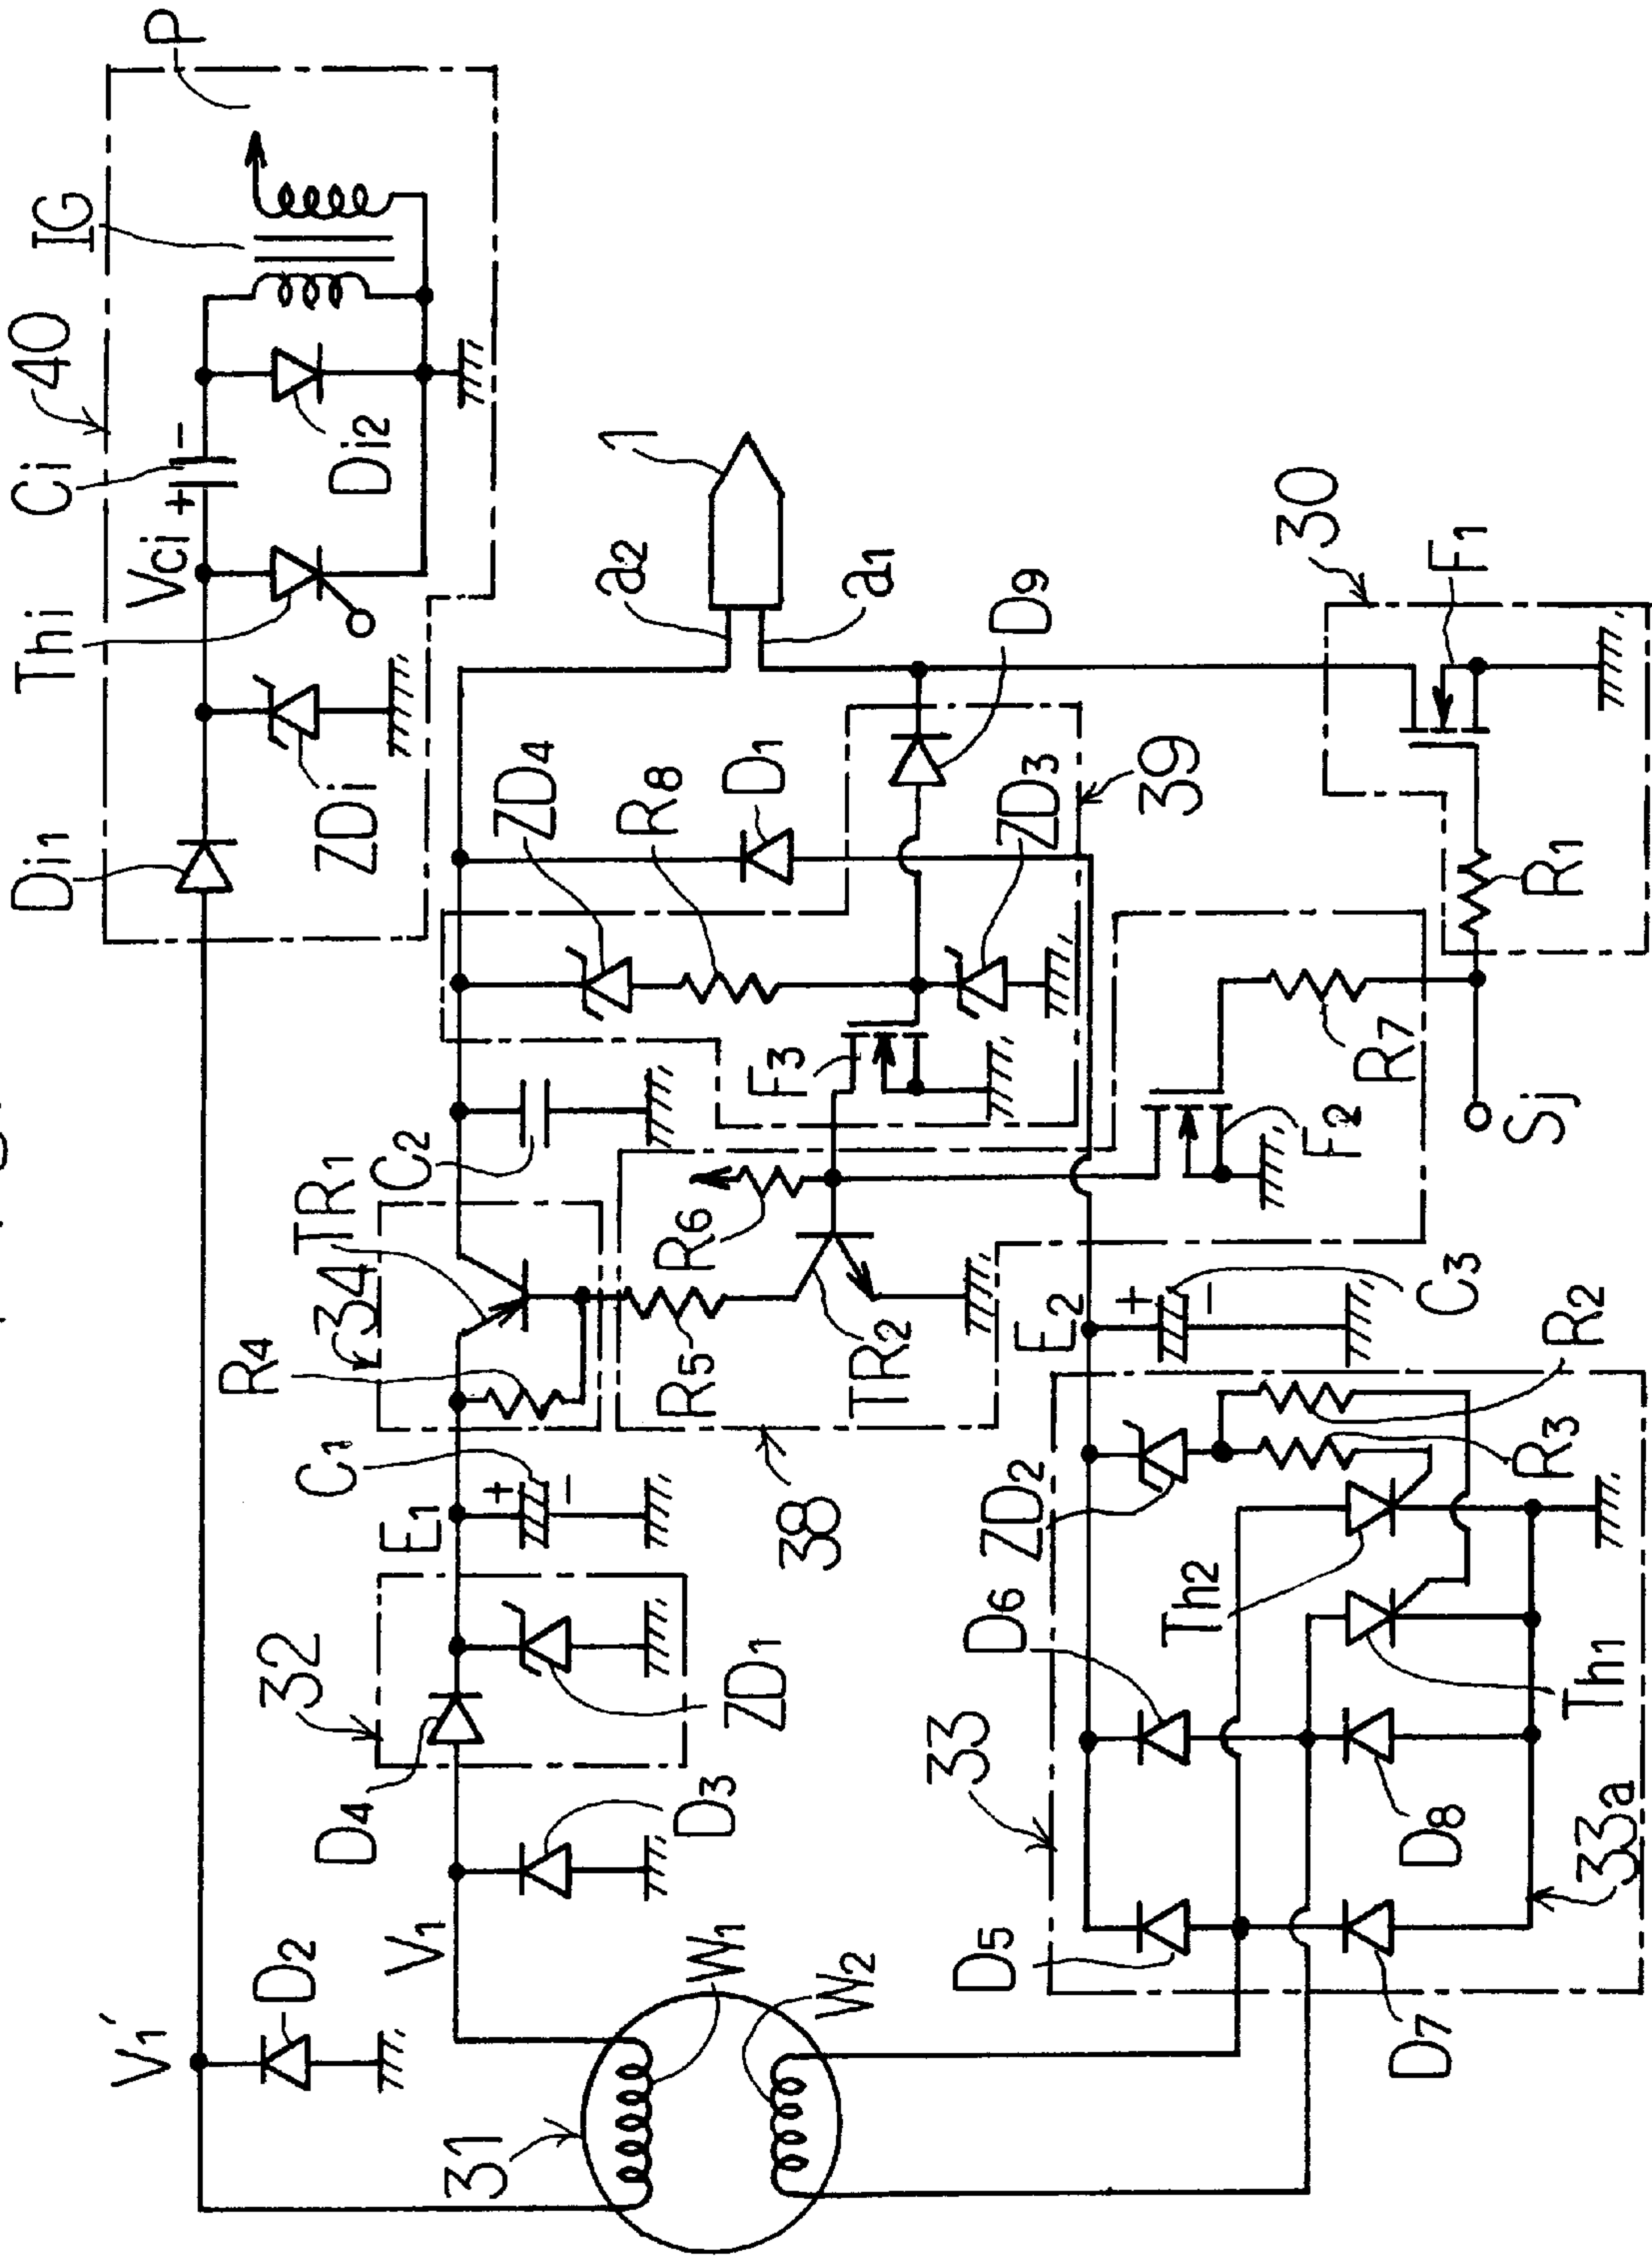 P
IG
40
Ci
+
-
Vci
Thi
Di2
Di1
ZDi
V1′
D2
1
a2
a1
30
F1
D9
ZD4
R8
D1
ZD3
39
R1
F3
C2
TR1
34
R4
R6
R5
TR2
F2
R7
Sj
38
E1
C1
+
-
32
ZD1
D4
D3
V1
W1
W2
31
E2
+
-
C3
R2
R3
ZD2
Th2
Th1
D6
33
D8
33a
D5
D7